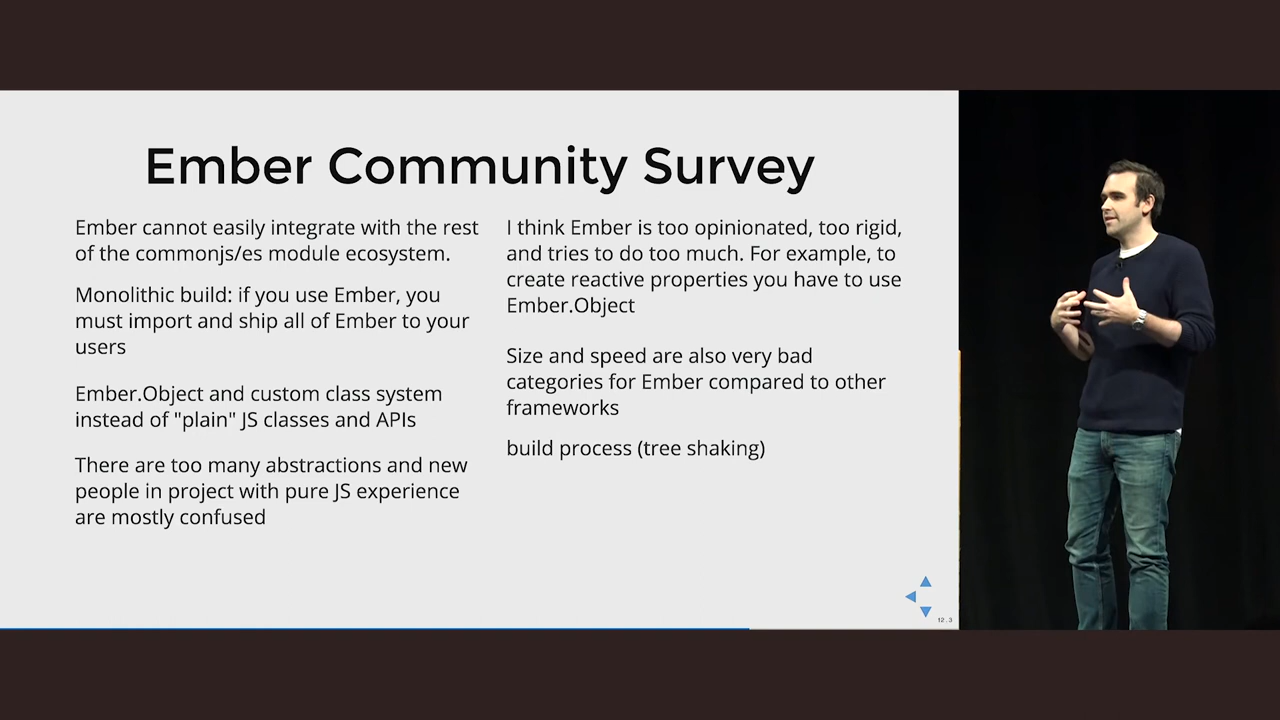 Ember Community Survey
Ember cannot easily integrate with the rest
of the commonjs/es module ecosystem.
Monolithic build: if you use Ember, you
must import and ship all of Ember to your
users
Ember.Object and custom class system
instead of "plain" JS classes and APIs
There are too many abstractions and new
people in project with pure JS experience
are mostly confused
I think Ember is too opinionated, too rigid,
and tries to do too much. For example, to
create reactive properties you have to use
Ember.Object
Size and speed are also very bad
categories for Ember compared to other
frameworks
build process (tree shaking)
12.3